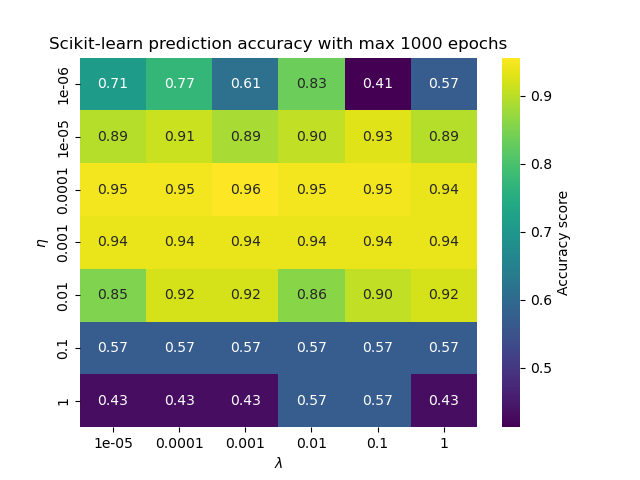 Scikit-learn prediction accuracy with max 1000 epochs
1e-06 0.71 0.77 0.61 0.83 0.41 0.57
1e-05 0.89 0.91 0.89 0.90 0.93 0.89
0.0001 0.95 0.95 0.96 0.95 0.95 0.94
0.001 0.94 0.94 0.94 0.94 0.94 0.94
0.01 0.85 0.92 0.92 0.86 0.90 0.92
0.1 0.57 0.57 0.57 0.57 0.57 0.57
1 0.43 0.43 0.43 0.57 0.57 0.43
1e-05 0.0001 0.001 0.01 0.1 1
λ
η
0.9
0.8
0.7
0.6
0.5
Accuracy score